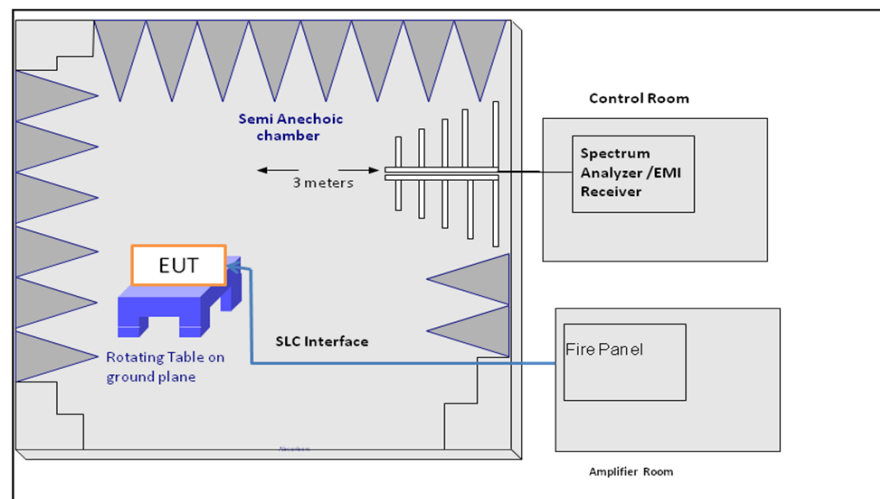 Semi Anechoic
chamber
3 meters
EUT
Rotating Table on
ground plane
SLC Interface
Control Room
Spectrum
Analyzer /EMI
Receiver
Fire Panel
Amplifier Room